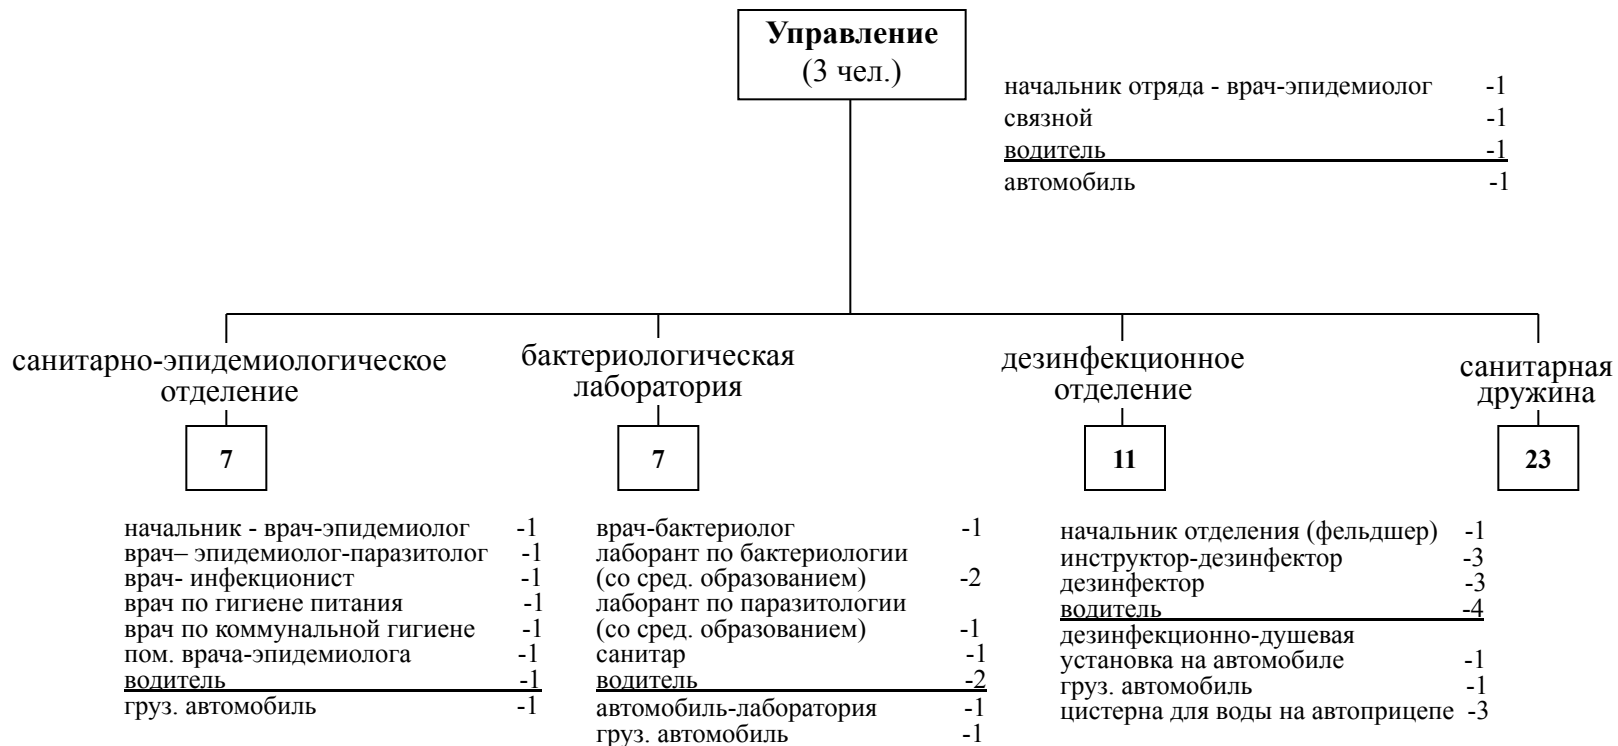 Управление
(3 чел.)
начальник отряда - врач-эпидемиолог -1
связной -1
водитель -1
автомобиль -1
санитарно-эпидемиологическое
отделение
7
начальник - врач-эпидемиолог -1
врач– эпидемиолог-паразитолог -1
врач- инфекционист -1
врач по гигиене питания -1
врач по коммунальной гигиене -1
пом. врача-эпидемиолога -1
водитель -1
груз. автомобиль -1
бактериологическая
лаборатория
7
врач-бактериолог -1
лаборант по бактериологии
(со сред. образованием) -2
лаборант по паразитологии
(со сред. образованием) -1
санитар -1
водитель -2
автомобиль-лаборатория -1
груз. автомобиль -1
дезинфекционное
отделение
11
начальник отделения (фельдшер) -1
инструктор-дезинфектор -3
дезинфектор -3
водитель -4
дезинфекционно-душевая
установка на автомобиле -1
груз. автомобиль -1
цистерна для воды на автоприцепе -3
санитарная
дружина
23